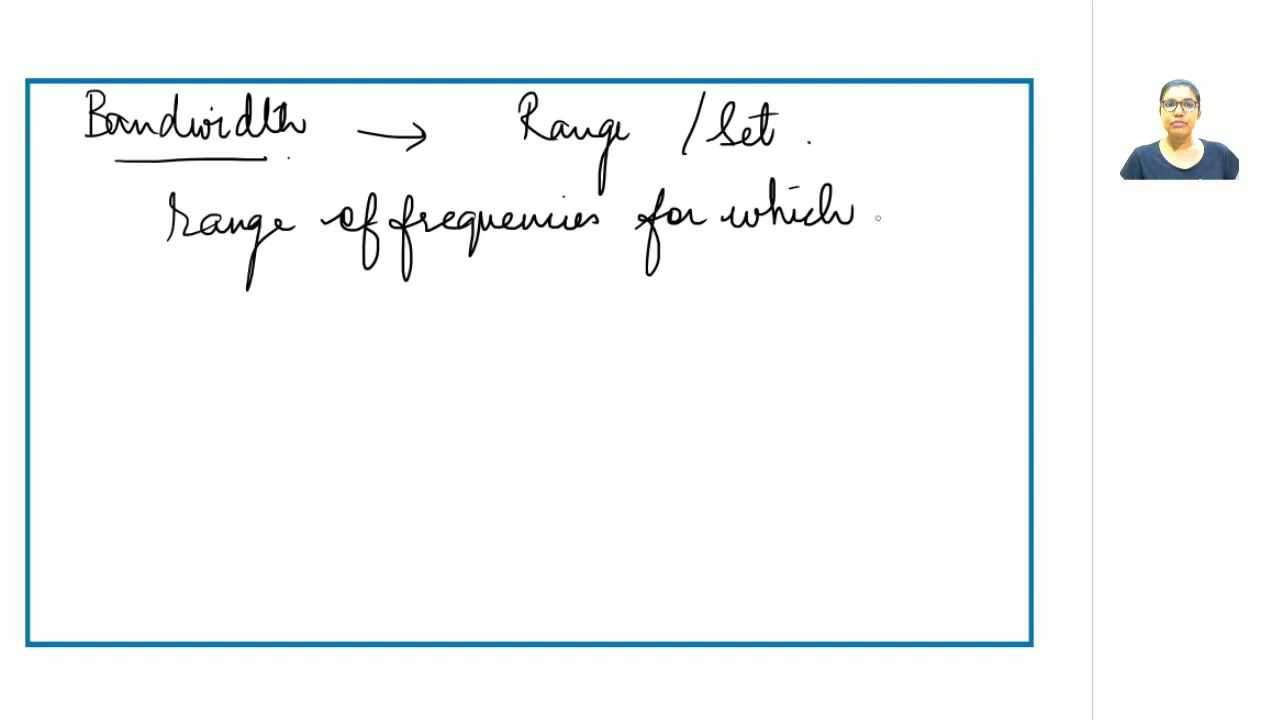 Bandwidth → Range / Set.
range of frequencies for which